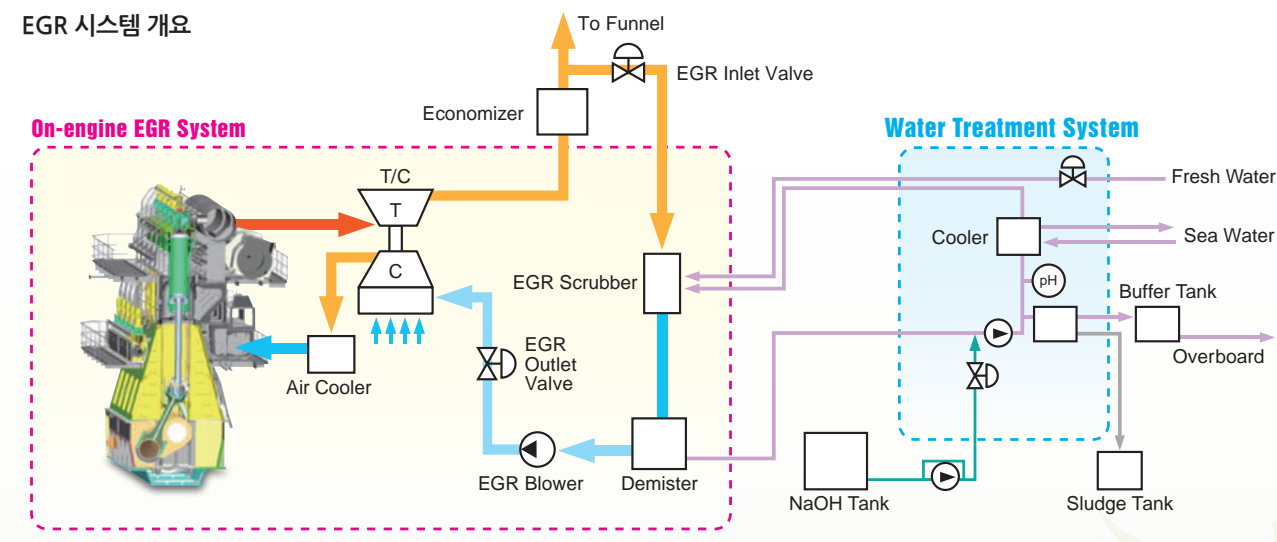 EGR 시스템 개요
To Funnel
EGR Inlet Valve
Economizer
On-engine EGR System
Water Treatment System
T/C
T
C
Fresh Water
Cooler
Sea Water
EGR Scrubber
pH
Buffer Tank
EGR
Outlet
Valve
Overboard
Air Cooler
EGR Blower
Demister
NaOH Tank
Sludge Tank